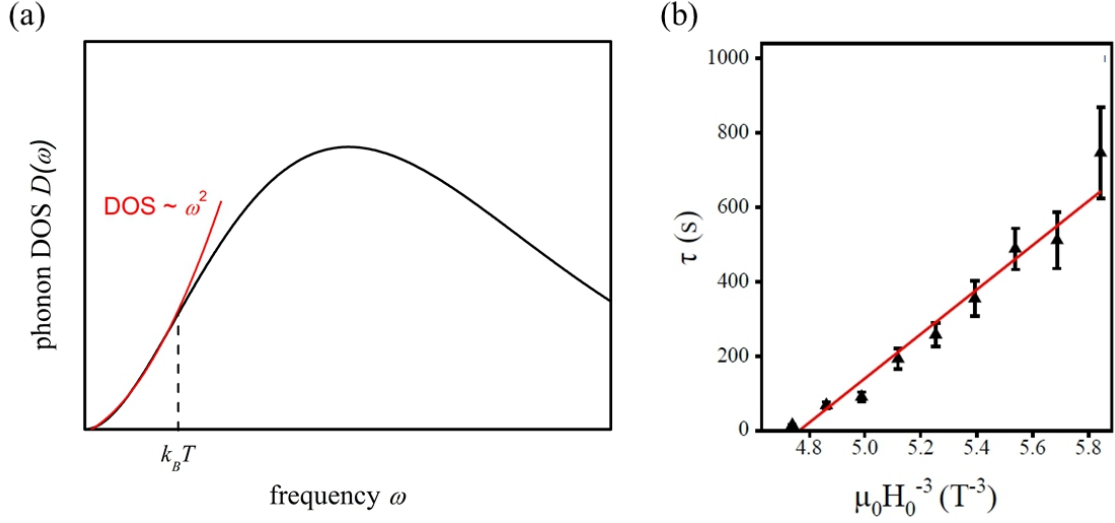 (a)
phonon DOS D(ω)
DOS ~ ω²
k_BT
frequency ω
(b)
τ (s)
1000
800
600
400
200
0
4.8 5.0 5.2 5.4 5.6 5.8
μ₀H₀⁻³ (T⁻³)